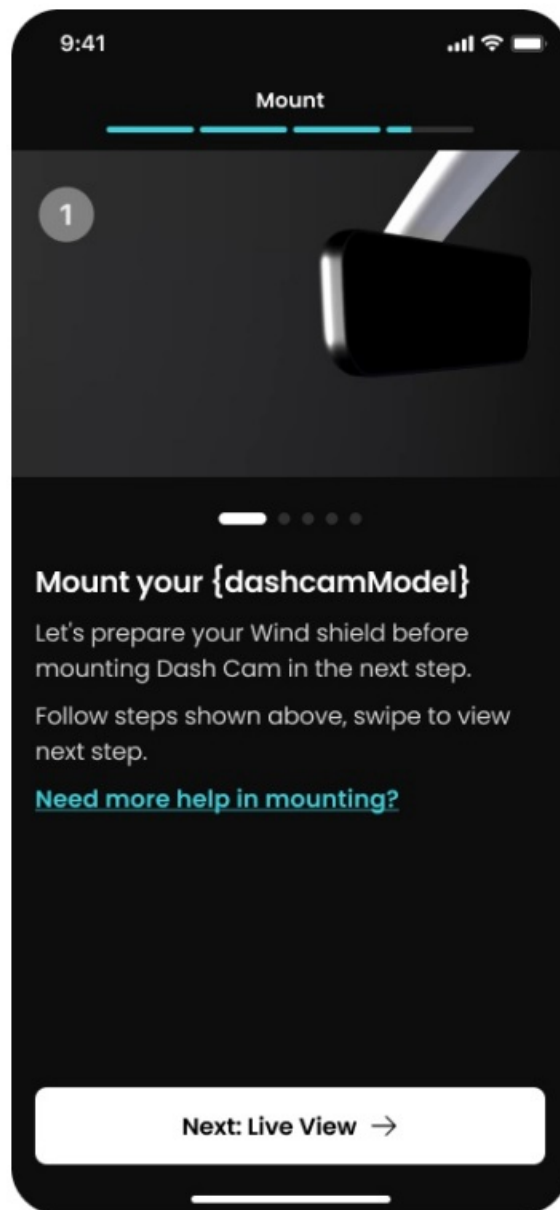 9:41
Mount
1
Mount your {dashcamModel}
Let's prepare your Wind shield before
mounting Dash Cam in the next step.
Follow steps shown above, swipe to view
next step.
Need more help in mounting?
Next: Live View →